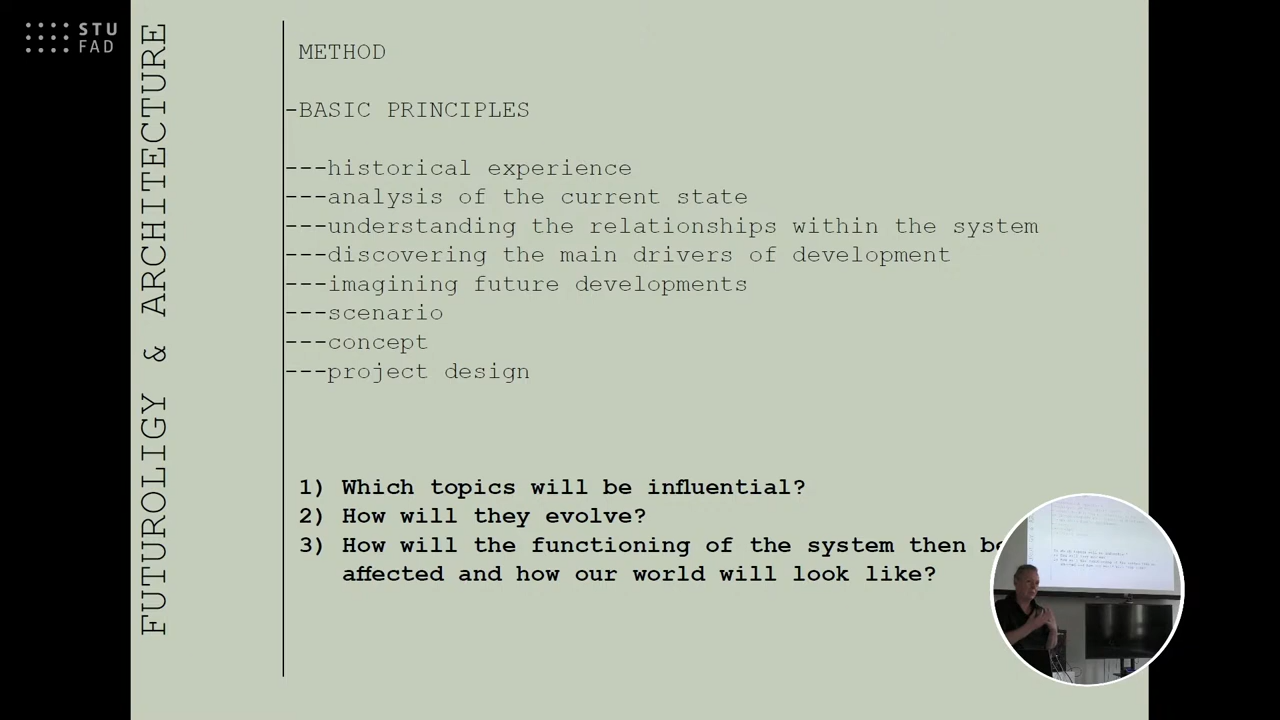 STU
FAD
FUTUROLIGY & ARCHITECTURE
METHOD
-BASIC PRINCIPLES
---historical experience
---analysis of the current state
---understanding the relationships within the system
---discovering the main drivers of development
---imagining future developments
---scenario
---concept
---project design
1) Which topics will be influential?
2) How will they evolve?
3) How will the functioning of the system then be
affected and how our world will look like?